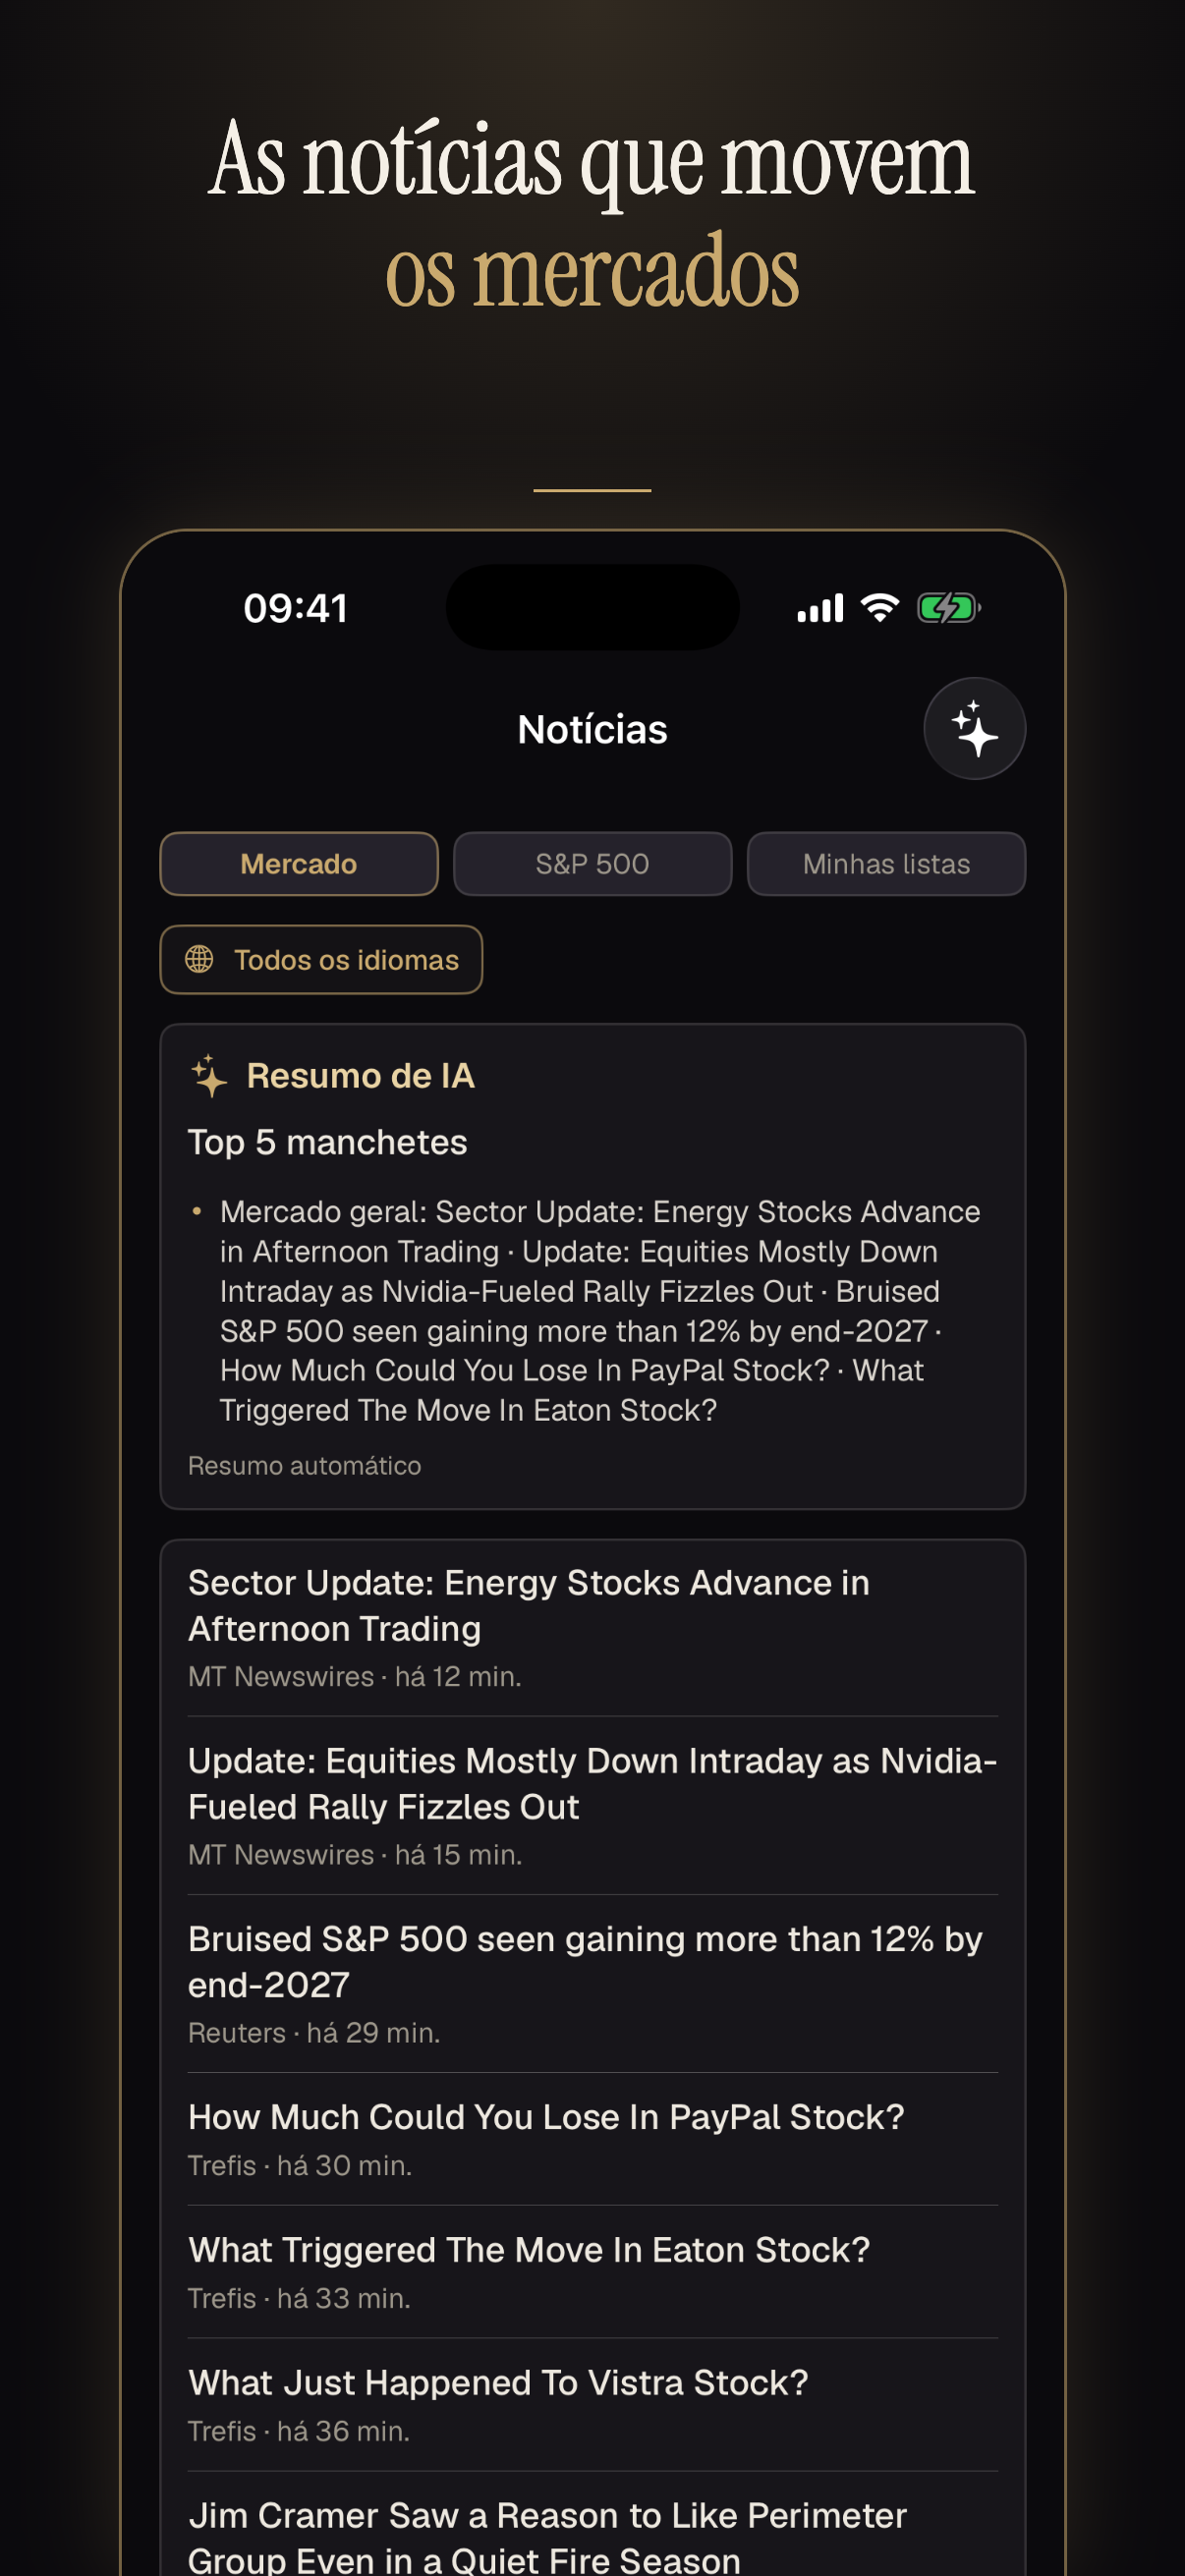 As notícias que movem
os mercados
09:41
Notícias
Mercado
S&P 500
Minhas listas
Todos os idiomas
Resumo de IA
Top 5 manchetes
• Mercado geral: Sector Update: Energy Stocks Advance
in Afternoon Trading · Update: Equities Mostly Down
Intraday as Nvidia-Fueled Rally Fizzles Out · Bruised
S&P 500 seen gaining more than 12% by end-2027 ·
How Much Could You Lose In PayPal Stock? · What
Triggered The Move In Eaton Stock?
Resumo automático
Sector Update: Energy Stocks Advance in
Afternoon Trading
MT Newswires · há 12 min.
Update: Equities Mostly Down Intraday as Nvidia-
Fueled Rally Fizzles Out
MT Newswires · há 15 min.
Bruised S&P 500 seen gaining more than 12% by
end-2027
Reuters · há 29 min.
How Much Could You Lose In PayPal Stock?
Trefis · há 30 min.
What Triggered The Move In Eaton Stock?
Trefis · há 33 min.
What Just Happened To Vistra Stock?
Trefis · há 36 min.
Jim Cramer Saw a Reason to Like Perimeter
Group Even in a Quiet Fire Season